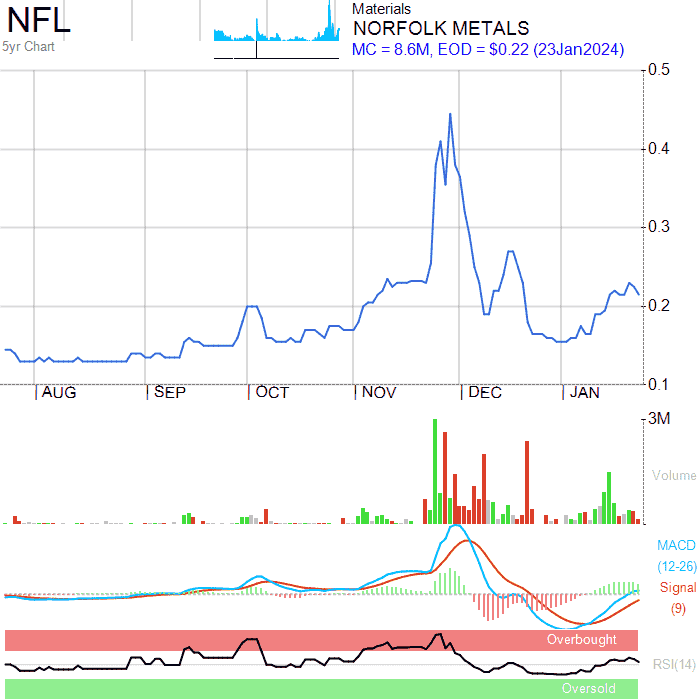 NFL
5yr Chart
Materials
NORFOLK METALS
MC = 8.6M, EOD = $0.22 (23Jan2024)
0.5
0.4
0.3
0.2
0.1
AUG
SEP
OCT
NOV
DEC
JAN
3M
Volume
MACD
(12-26)
Signal
(9)
Overbought
RSI(14)
Oversold